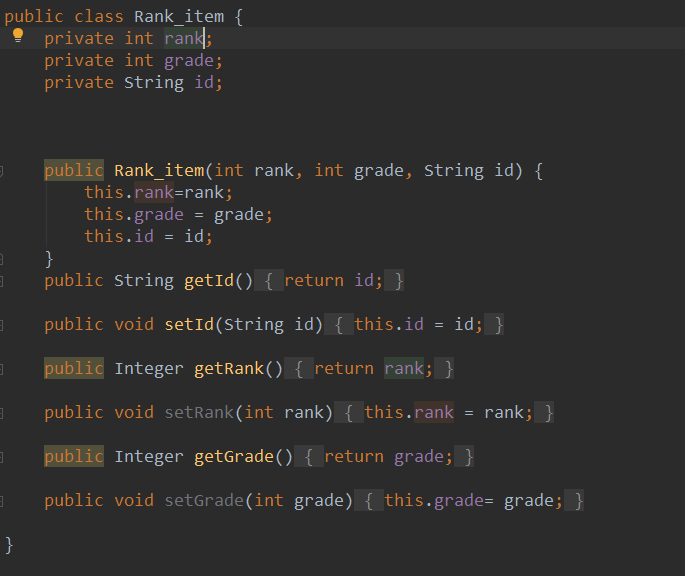 public class Rank_item {
private int rank;
private int grade;
private String id;
public Rank_item(int rank, int grade, String id) {
this.rank=rank;
this.grade = grade;
this.id = id;
}
public String getId() { return id; }
public void setId(String id) { this.id = id; }
public Integer getRank() { return rank; }
public void setRank(int rank) { this.rank = rank; }
public Integer getGrade() { return grade; }
public void setGrade(int grade) { this.grade= grade; }
}